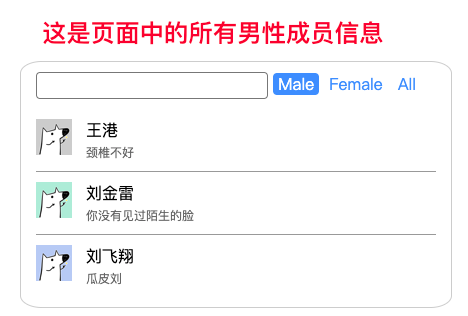 这是页面中的所有男性成员信息
Male Female All
王港
颈椎不好
刘金雷
你没有见过陌生的脸
刘飞翔
瓜皮刘